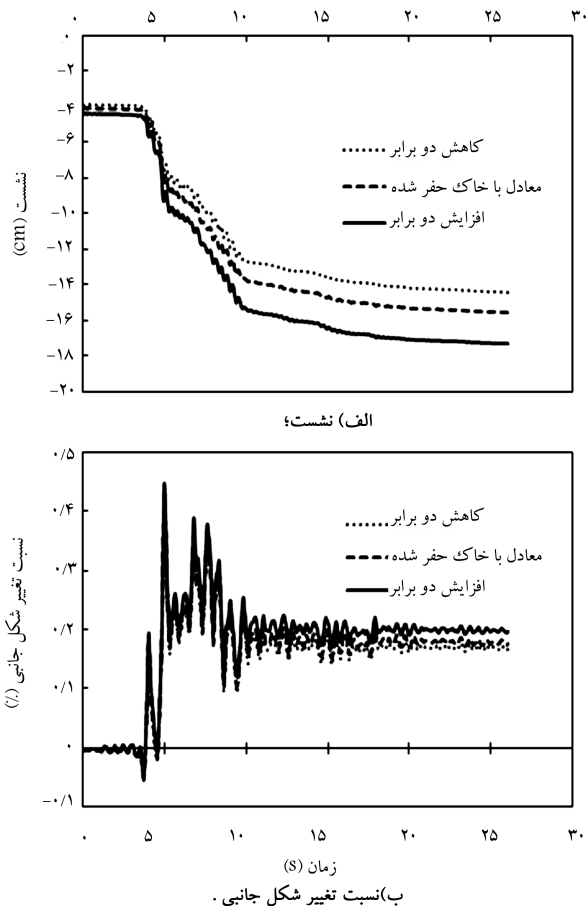 ۰ ۵ ۱۰ ۱۵ ۲۰ ۲۵ ۳۰
۰
-۲
-۴
-۶
-۸
-۱۰
-۱۲
-۱۴
-۱۶
-۱۸
-۲۰
نشست (cm)
کاهش دو برابر
معادل با خاک حفر شده
افزایش دو برابر
الف) نشست؛
۰/۵
۰/۴
۰/۳
۰/۲
۰/۱
۰
-۰/۱
نسبت تغییر شکل جانبی (٪)
کاهش دو برابر
معادل با خاک حفر شده
افزایش دو برابر
۰ ۵ ۱۰ ۱۵ ۲۰ ۲۵ ۳۰
زمان (s)
ب)نسبت تغییر شکل جانبی .